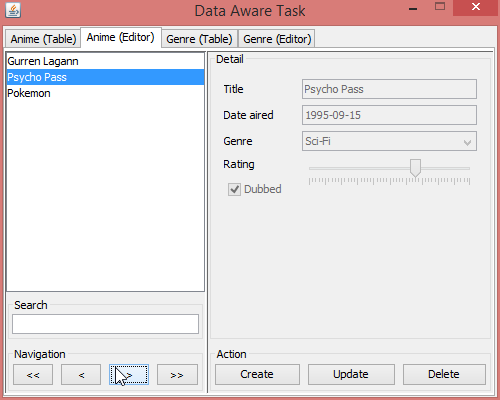 Data Aware Task
Anime (Table) Anime (Editor) Genre (Table) Genre (Editor)
Gurren Lagann
Psycho Pass
Pokemon
Search
Navigation
<< < > >>
Detail
Title Psycho Pass
Date aired 1995-09-15
Genre Sci-Fi
Rating
Dubbed
Action
Create Update Delete